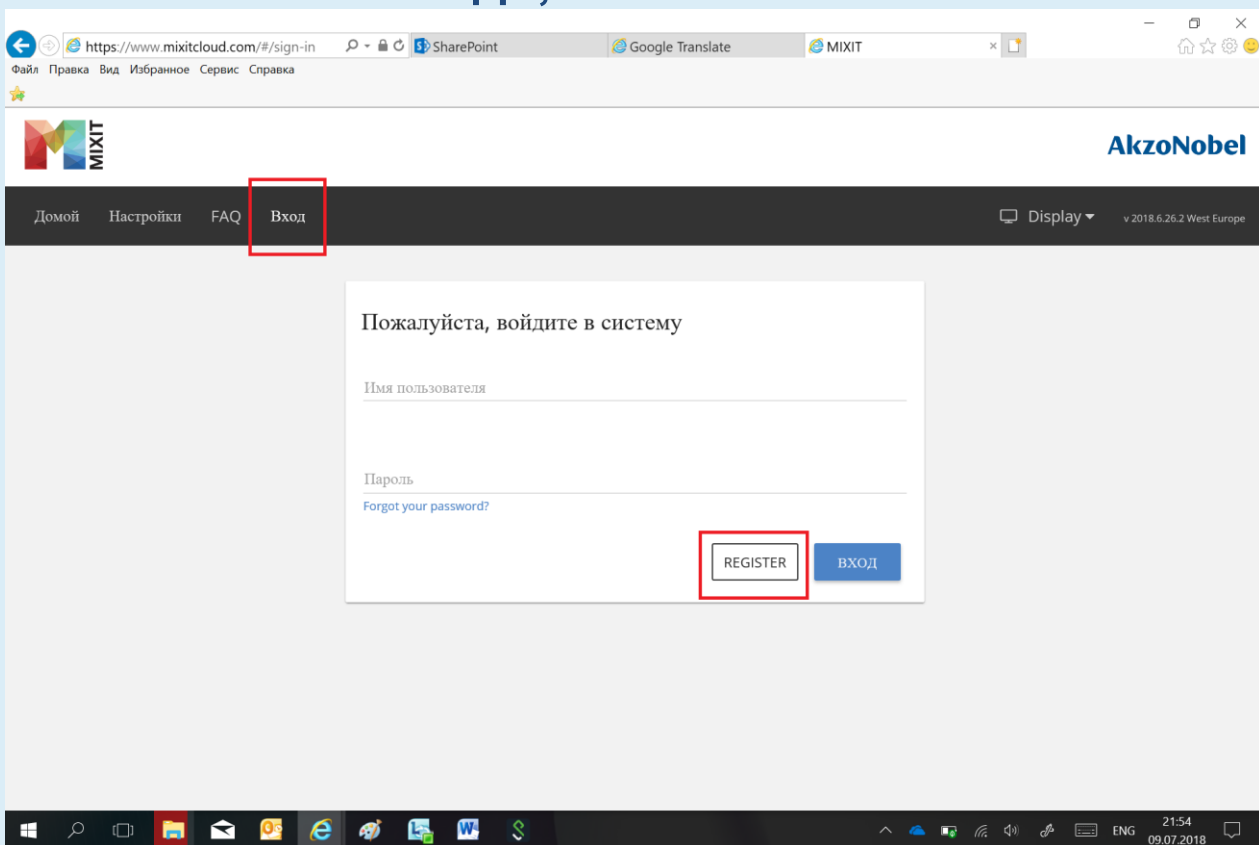 https://www.mixitcloud.com/#/sign-in SharePoint Google Translate MIXIT
Файл Правка Вид Избранное Сервис Справка
MIXIT
AkzoNobel
Домой Настройки FAQ Вход Display v 2018.6.26.2 West Europe
Пожалуйста, войдите в систему
Имя пользователя
Пароль
Forgot your password?
REGISTER ВХОД
ENG 21:54
09.07.2018